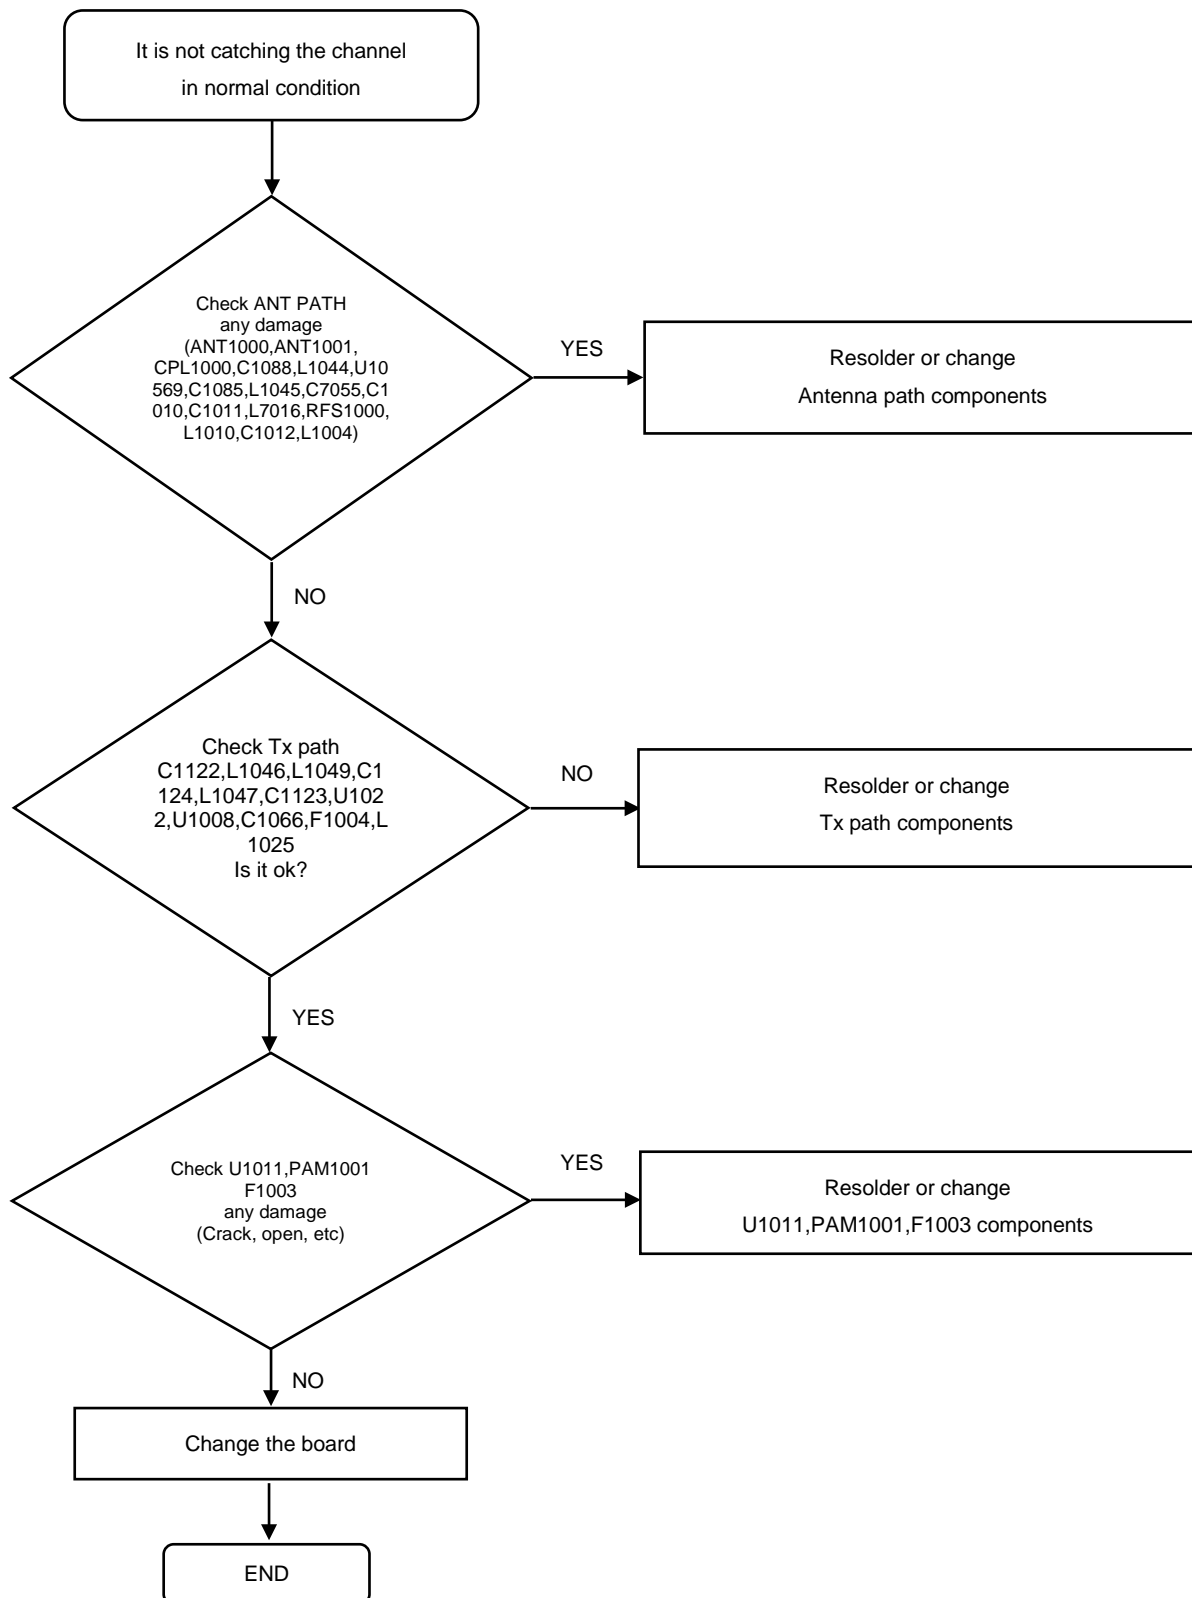 It is not catching the channel
in normal condition
Check ANT PATH
any damage
(ANT1000,ANT1001,
CPL1000,C1088,L1044,U10
569,C1085,L1045,C7055,C1
010,C1011,L7016,RFS1000,
L1010,C1012,L1004)
YES
Resolder or change
Antenna path components
NO
Check Tx path
C1122,L1046,L1049,C1
124,L1047,C1123,U102
2,U1008,C1066,F1004,L
1025
Is it ok?
NO
Resolder or change
Tx path components
YES
Check U1011,PAM1001
F1003
any damage
(Crack, open, etc)
YES
Resolder or change
U1011,PAM1001,F1003 components
NO
Change the board
END